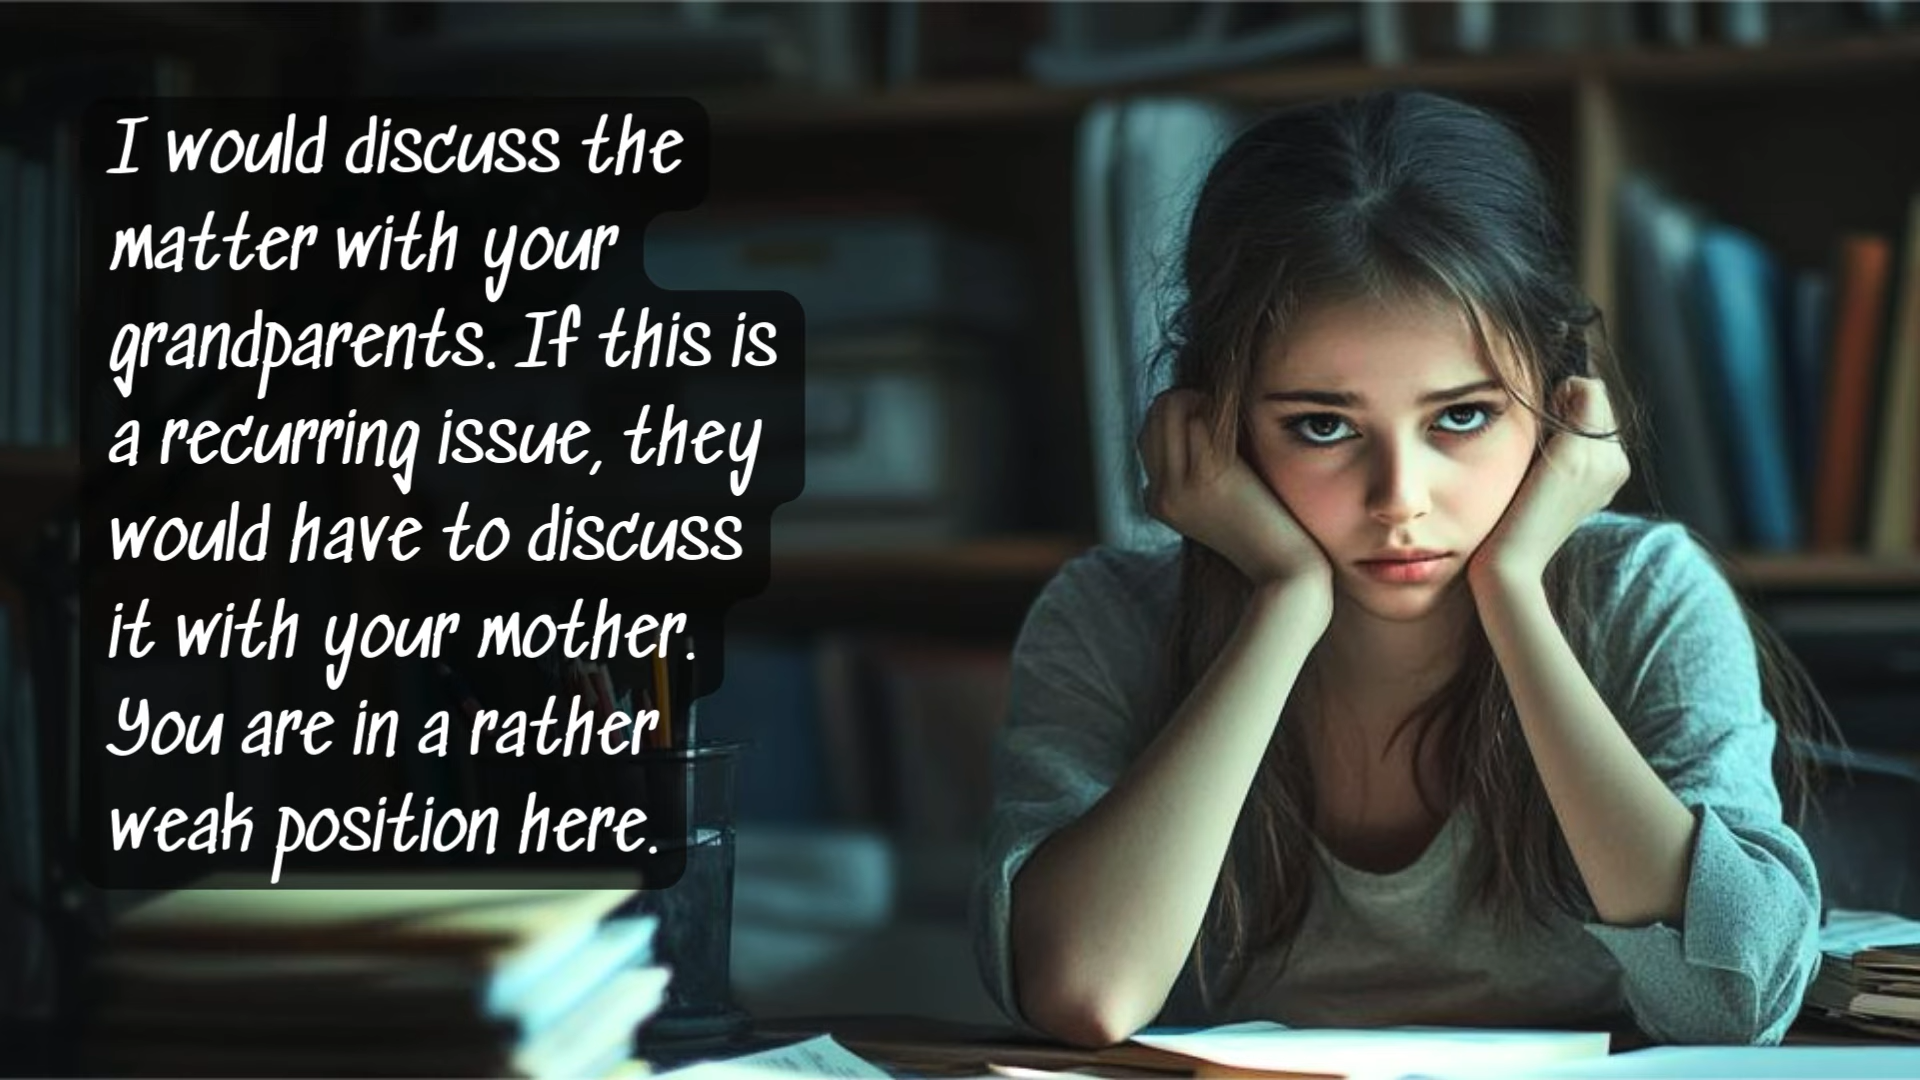 I would discuss the
matter with your
grandparents. If this is
a recurring issue, they
would have to discuss
it with your mother.
You are in a rather
weak position here.